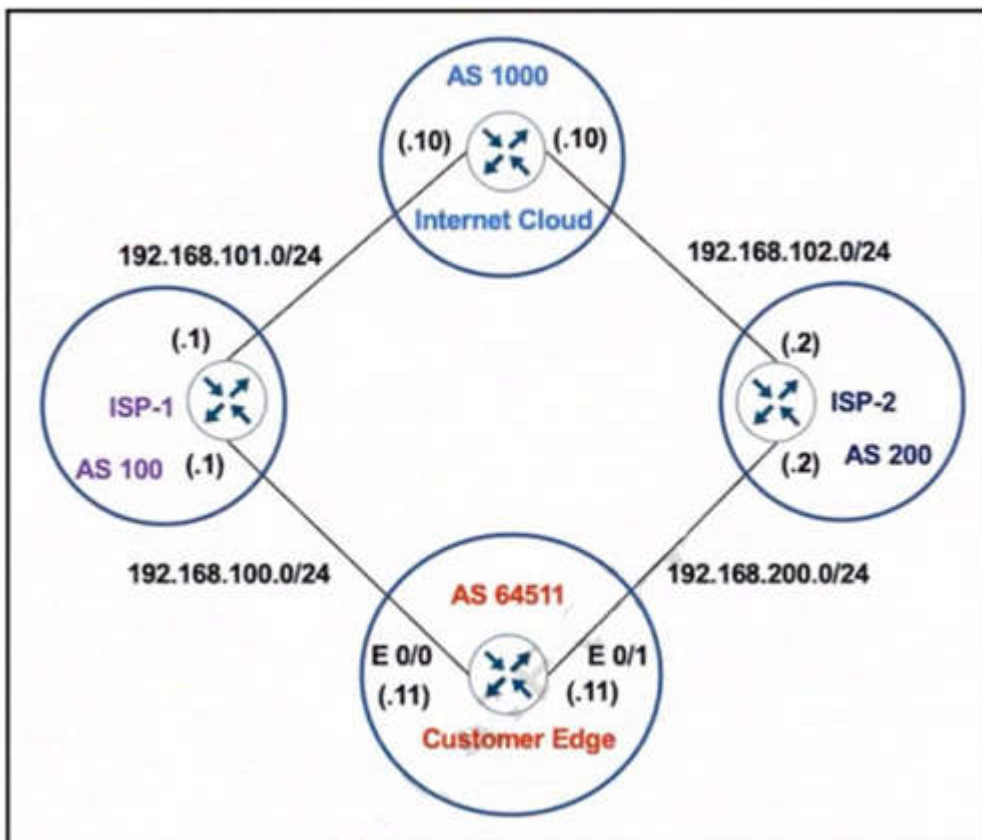 AS 1000
(.10) (.10)
Internet Cloud
192.168.101.0/24
192.168.102.0/24
(.1)
(.2)
ISP-1
ISP-2
AS 100
(.1)
(.2)
AS 200
192.168.100.0/24
192.168.200.0/24
AS 64511
E 0/0
E 0/1
(.11)
(.11)
Customer Edge